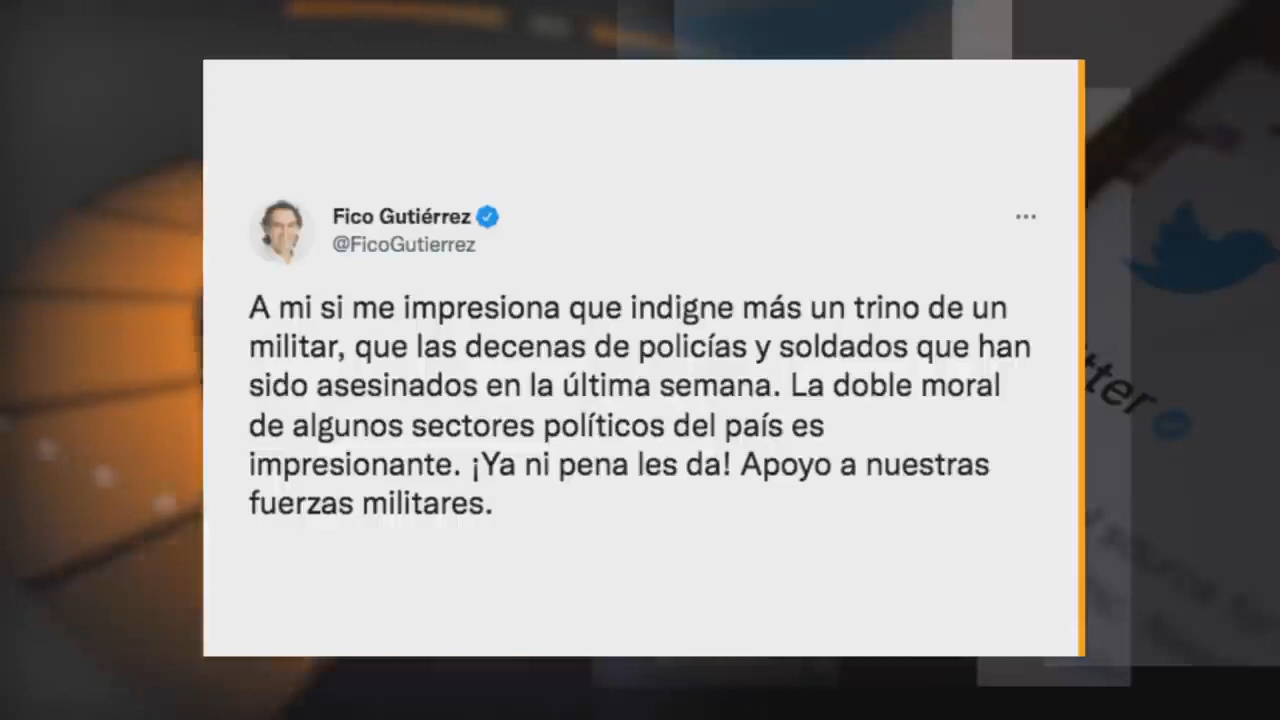 Fico Gutiérrez
@FicoGutierrez
A mi si me impresiona que indigne más un trino de un
militar, que las decenas de policías y soldados que han
sido asesinados en la última semana. La doble moral
de algunos sectores políticos del país es
impresionante. ¡Ya ni pena les da! Apoyo a nuestras
fuerzas militares.